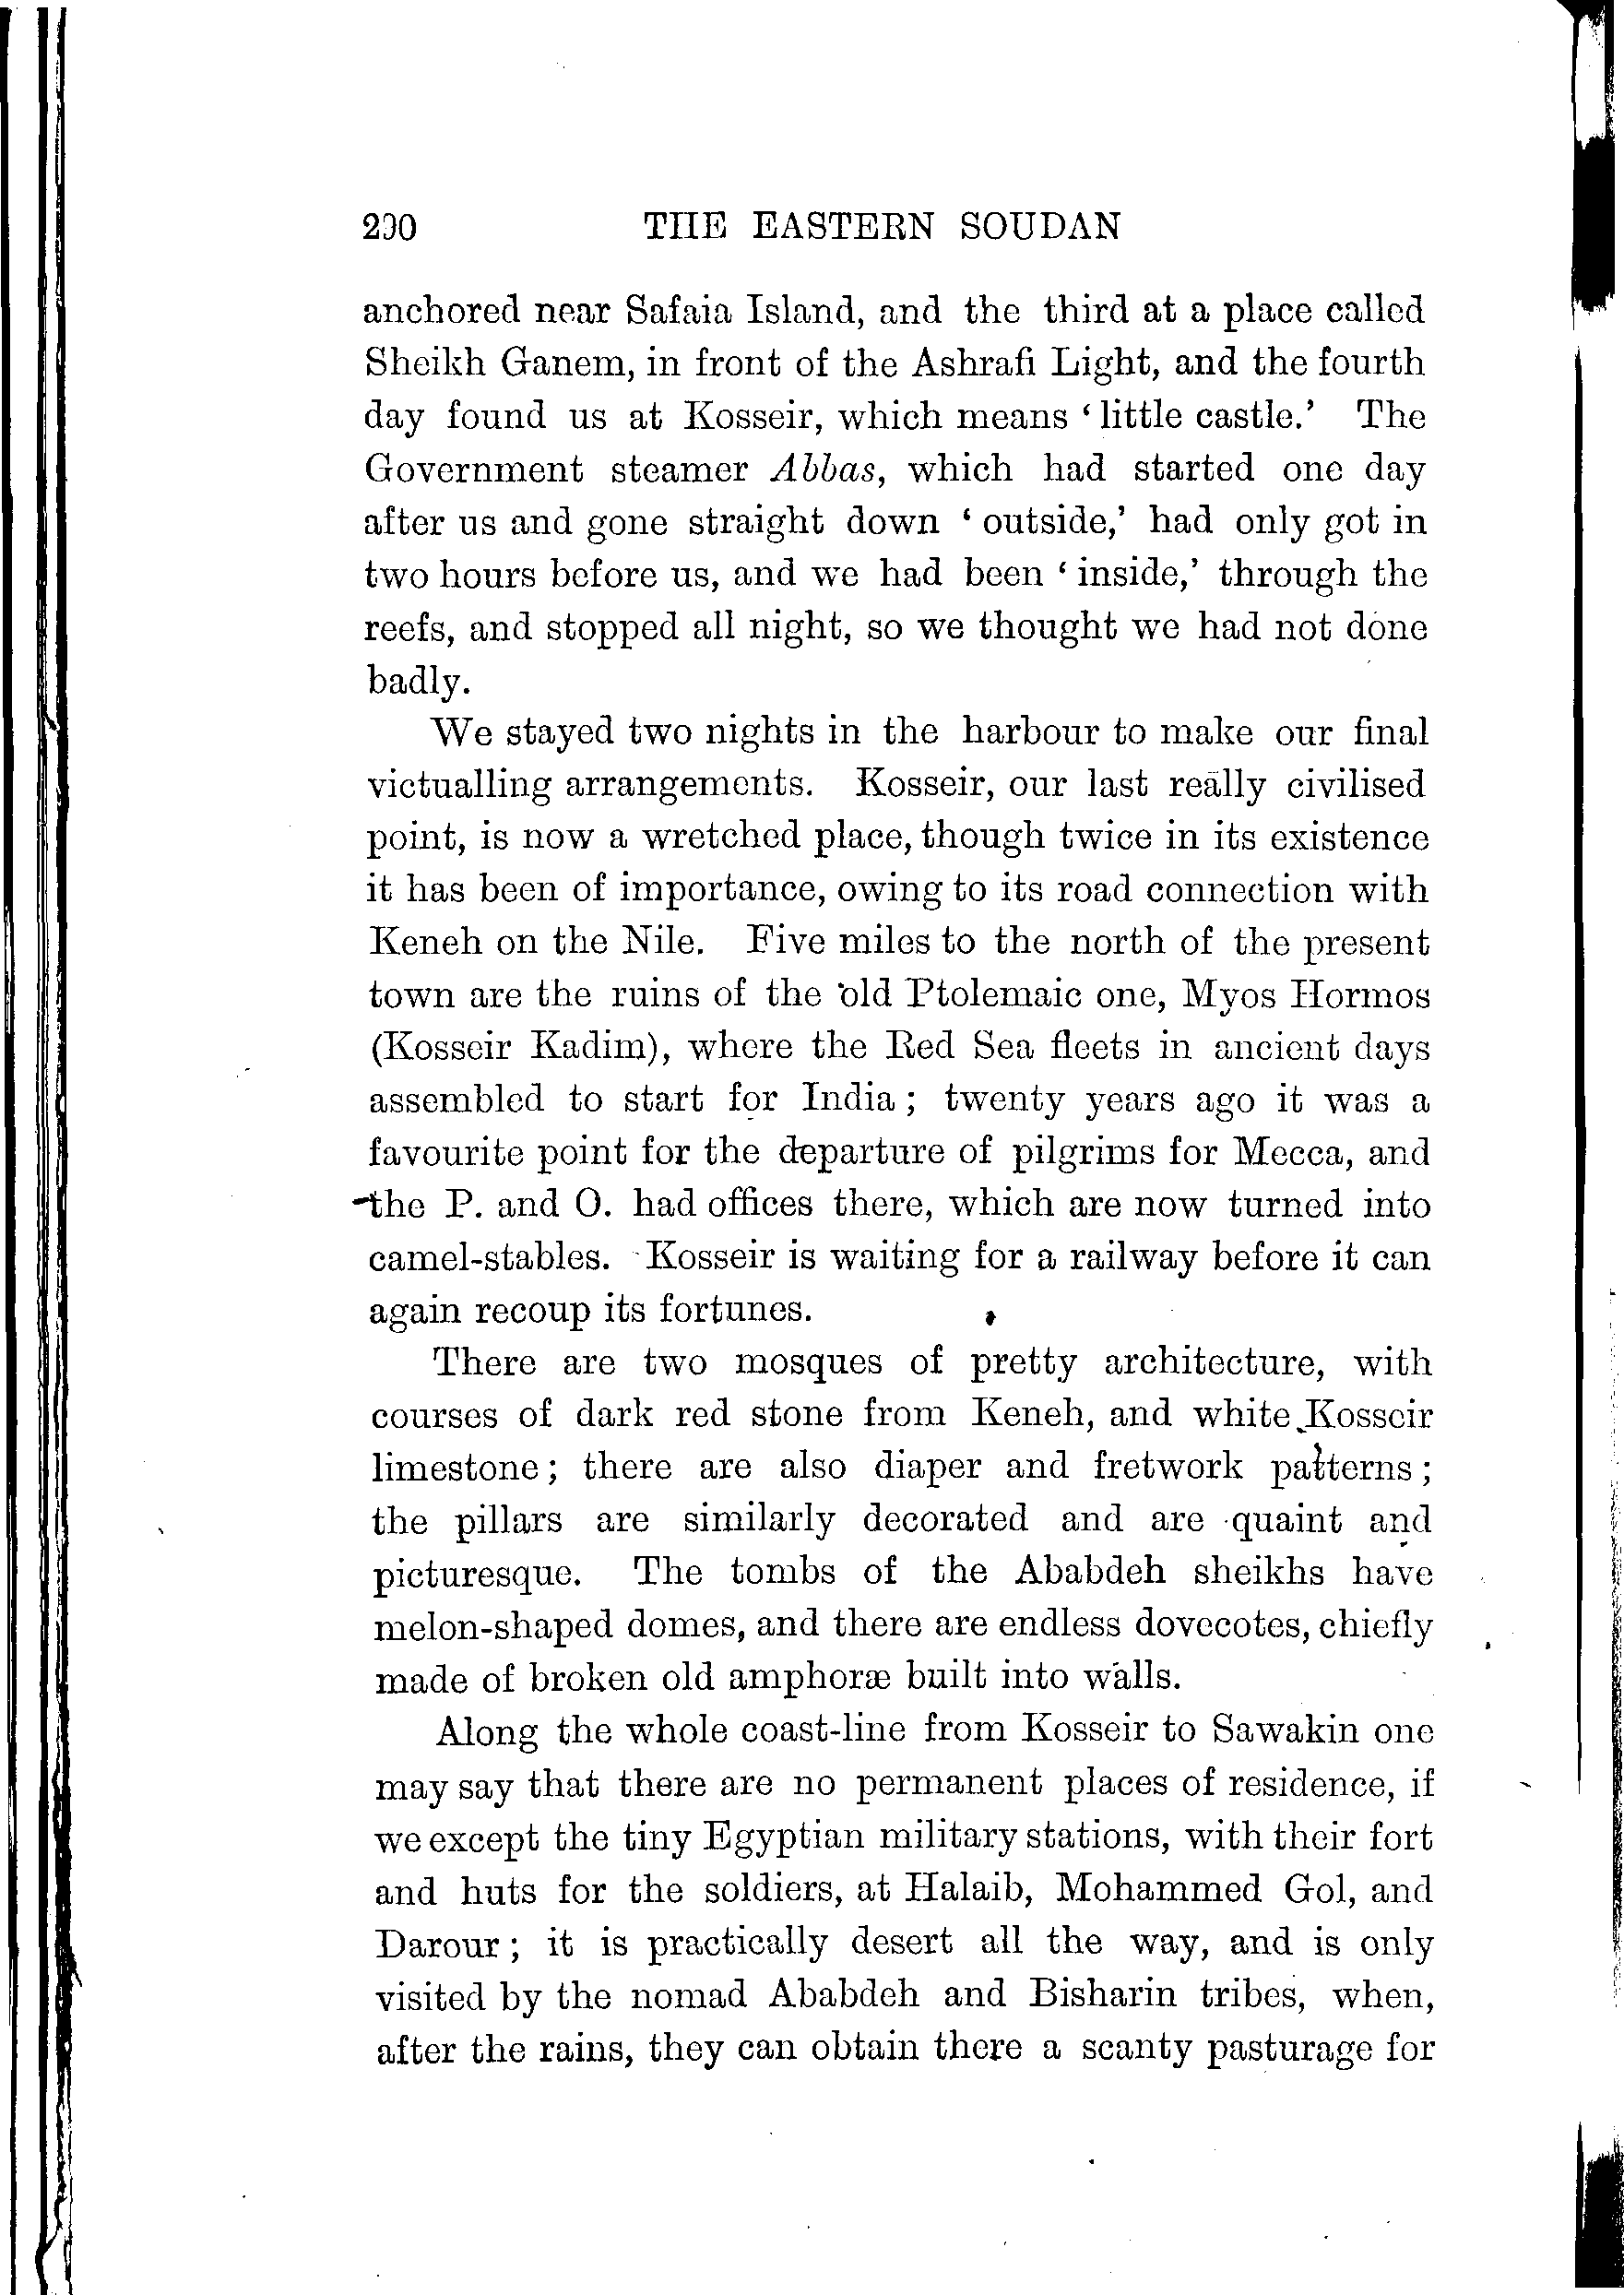 290 THE EASTERN SOUDAN
anchored near Safaia Island, and the third at a place called
Sheikh Ganem, in front of the Ashrafi Light, and the fourth
day found us at Kosseir, which means ‘little castle.’ The
Government steamer Abbas, which had started one day
after us and gone straight down ‘outside,’ had only got in
two hours before us, and we had been ‘inside,’ through the
reefs, and stopped all night, so we thought we had not done
badly.
We stayed two nights in the harbour to make our final
victualling arrangements. Kosseir, our last really civilised
point, is now a wretched place, though twice in its existence
it has been of importance, owing to its road connection with
Keneh on the Nile. Five miles to the north of the present
town are the ruins of the old Ptolemaic one, Myos Hormos
(Kosseir Kadim), where the Red Sea fleets in ancient days
assembled to start for India; twenty years ago it was a
favourite point for the departure of pilgrims for Mecca, and
the P. and O. had offices there, which are now turned into
camel-stables. Kosseir is waiting for a railway before it can
again recoup its fortunes.
There are two mosques of pretty architecture, with
courses of dark red stone from Keneh, and white Kosseir
limestone; there are also diaper and fretwork patterns;
the pillars are similarly decorated and are quaint and
picturesque. The tombs of the Ababdeh sheikhs have
melon-shaped domes, and there are endless dovecotes, chiefly
made of broken old amphoræ built into walls.
Along the whole coast-line from Kosseir to Sawakin one
may say that there are no permanent places of residence, if
we except the tiny Egyptian military stations, with their fort
and huts for the soldiers, at Halaib, Mohammed Gol, and
Darour; it is practically desert all the way, and is only
visited by the nomad Ababdeh and Bisharin tribes, when,
after the rains, they can obtain there a scanty pasturage for